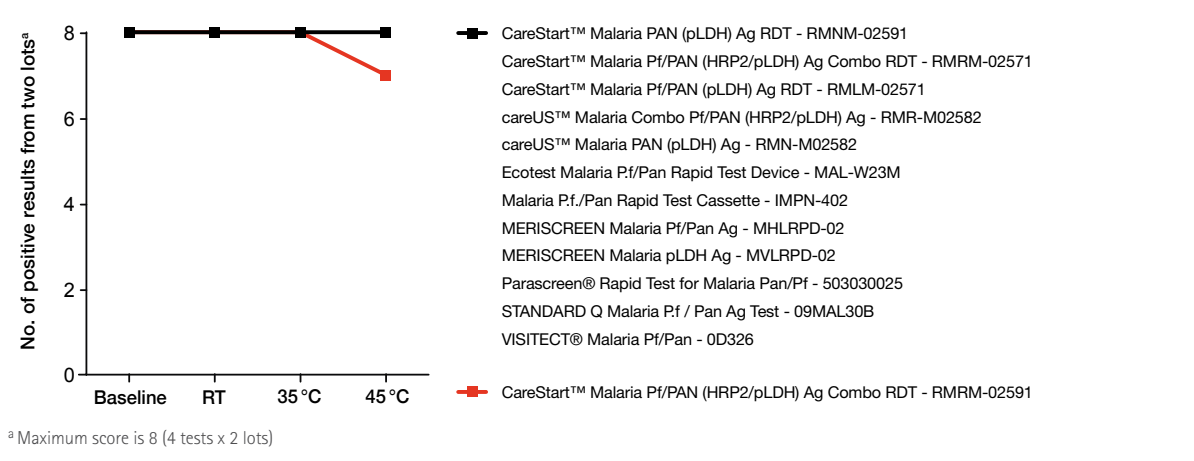 No. of positive results from two lotsᵃ
8
6
4
2
0
Baseline RT 35 °C 45 °C
CareStart™ Malaria PAN (pLDH) Ag RDT - RMNM-02591
CareStart™ Malaria Pf/PAN (HRP2/pLDH) Ag Combo RDT - RMRM-02571
CareStart™ Malaria Pf/PAN (pLDH) Ag RDT - RMLM-02571
careUS™ Malaria Combo Pf/PAN (HRP2/pLDH) Ag - RMR-M02582
careUS™ Malaria PAN (pLDH) Ag - RMN-M02582
Ecotest Malaria P.f/Pan Rapid Test Device - MAL-W23M
Malaria P.f./Pan Rapid Test Cassette - IMPN-402
MERISCREEN Malaria Pf/Pan Ag - MHLRPD-02
MERISCREEN Malaria pLDH Ag - MVLRPD-02
Parascreen® Rapid Test for Malaria Pan/Pf - 503030025
STANDARD Q Malaria P.f / Pan Ag Test - 09MAL30B
VISITECT® Malaria Pf/Pan - 0D326
CareStart™ Malaria Pf/PAN (HRP2/pLDH) Ag Combo RDT - RMRM-02591
ᵃ Maximum score is 8 (4 tests x 2 lots)